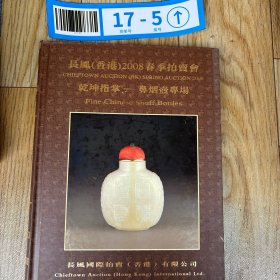 17-5
長風(香港)2008春季拍賣會
CHIEFTOWN AUCTION (HK) SPRING AUCTION 2008
乾坤指掌 — 鼻烟壺專場
Fine Chinese Snuff Bottles
長風國際拍賣(香港)有限公司
Chieftown Auction (Hong Kong) International Ltd.